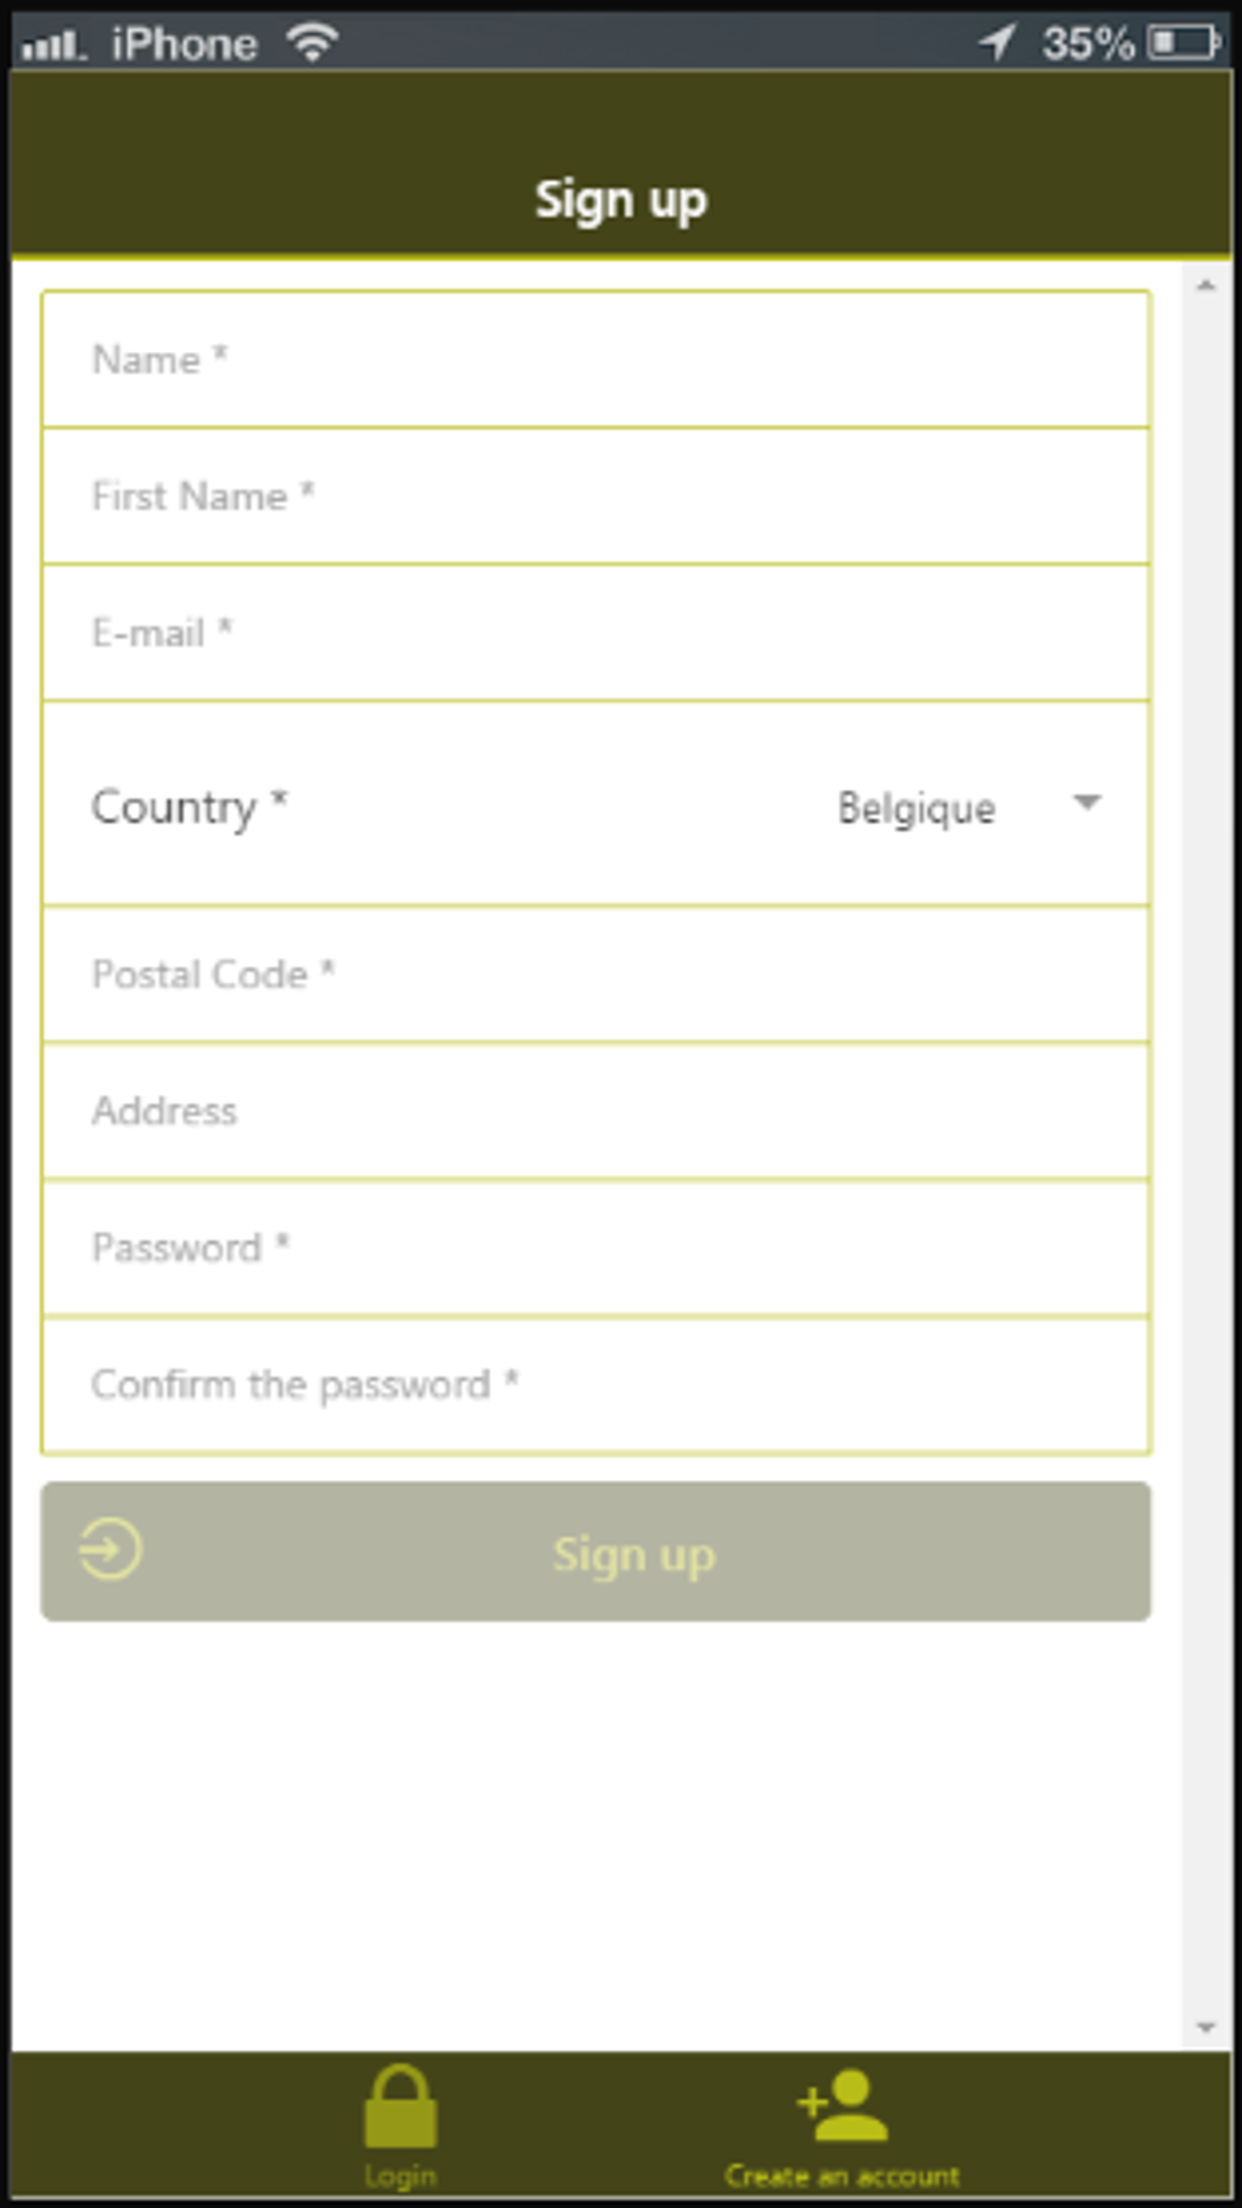 iPhone 35%
Sign up
Name *
First Name *
E-mail *
Country * Belgique
Postal Code *
Address
Password *
Confirm the password *
Sign up
Login Create an account